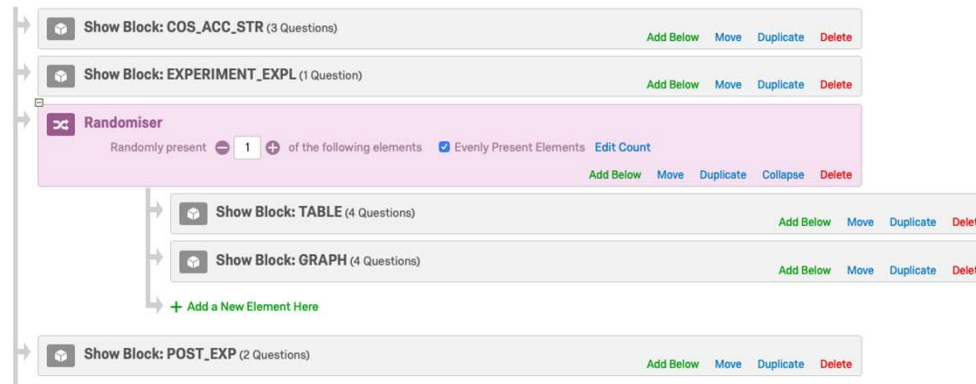 Show Block: COS_ACC_STR (3 Questions)
Add Below Move Duplicate Delete
Show Block: EXPERIMENT_EXPL (1 Question)
Add Below Move Duplicate Delete
Randomiser
Randomly present 1 of the following elements Evenly Present Elements Edit Count
Add Below Move Duplicate Collapse Delete
Show Block: TABLE (4 Questions)
Add Below Move Duplicate Delet
Show Block: GRAPH (4 Questions)
Add Below Move Duplicate Delet
+ Add a New Element Here
Show Block: POST_EXP (2 Questions)
Add Below Move Duplicate Delete